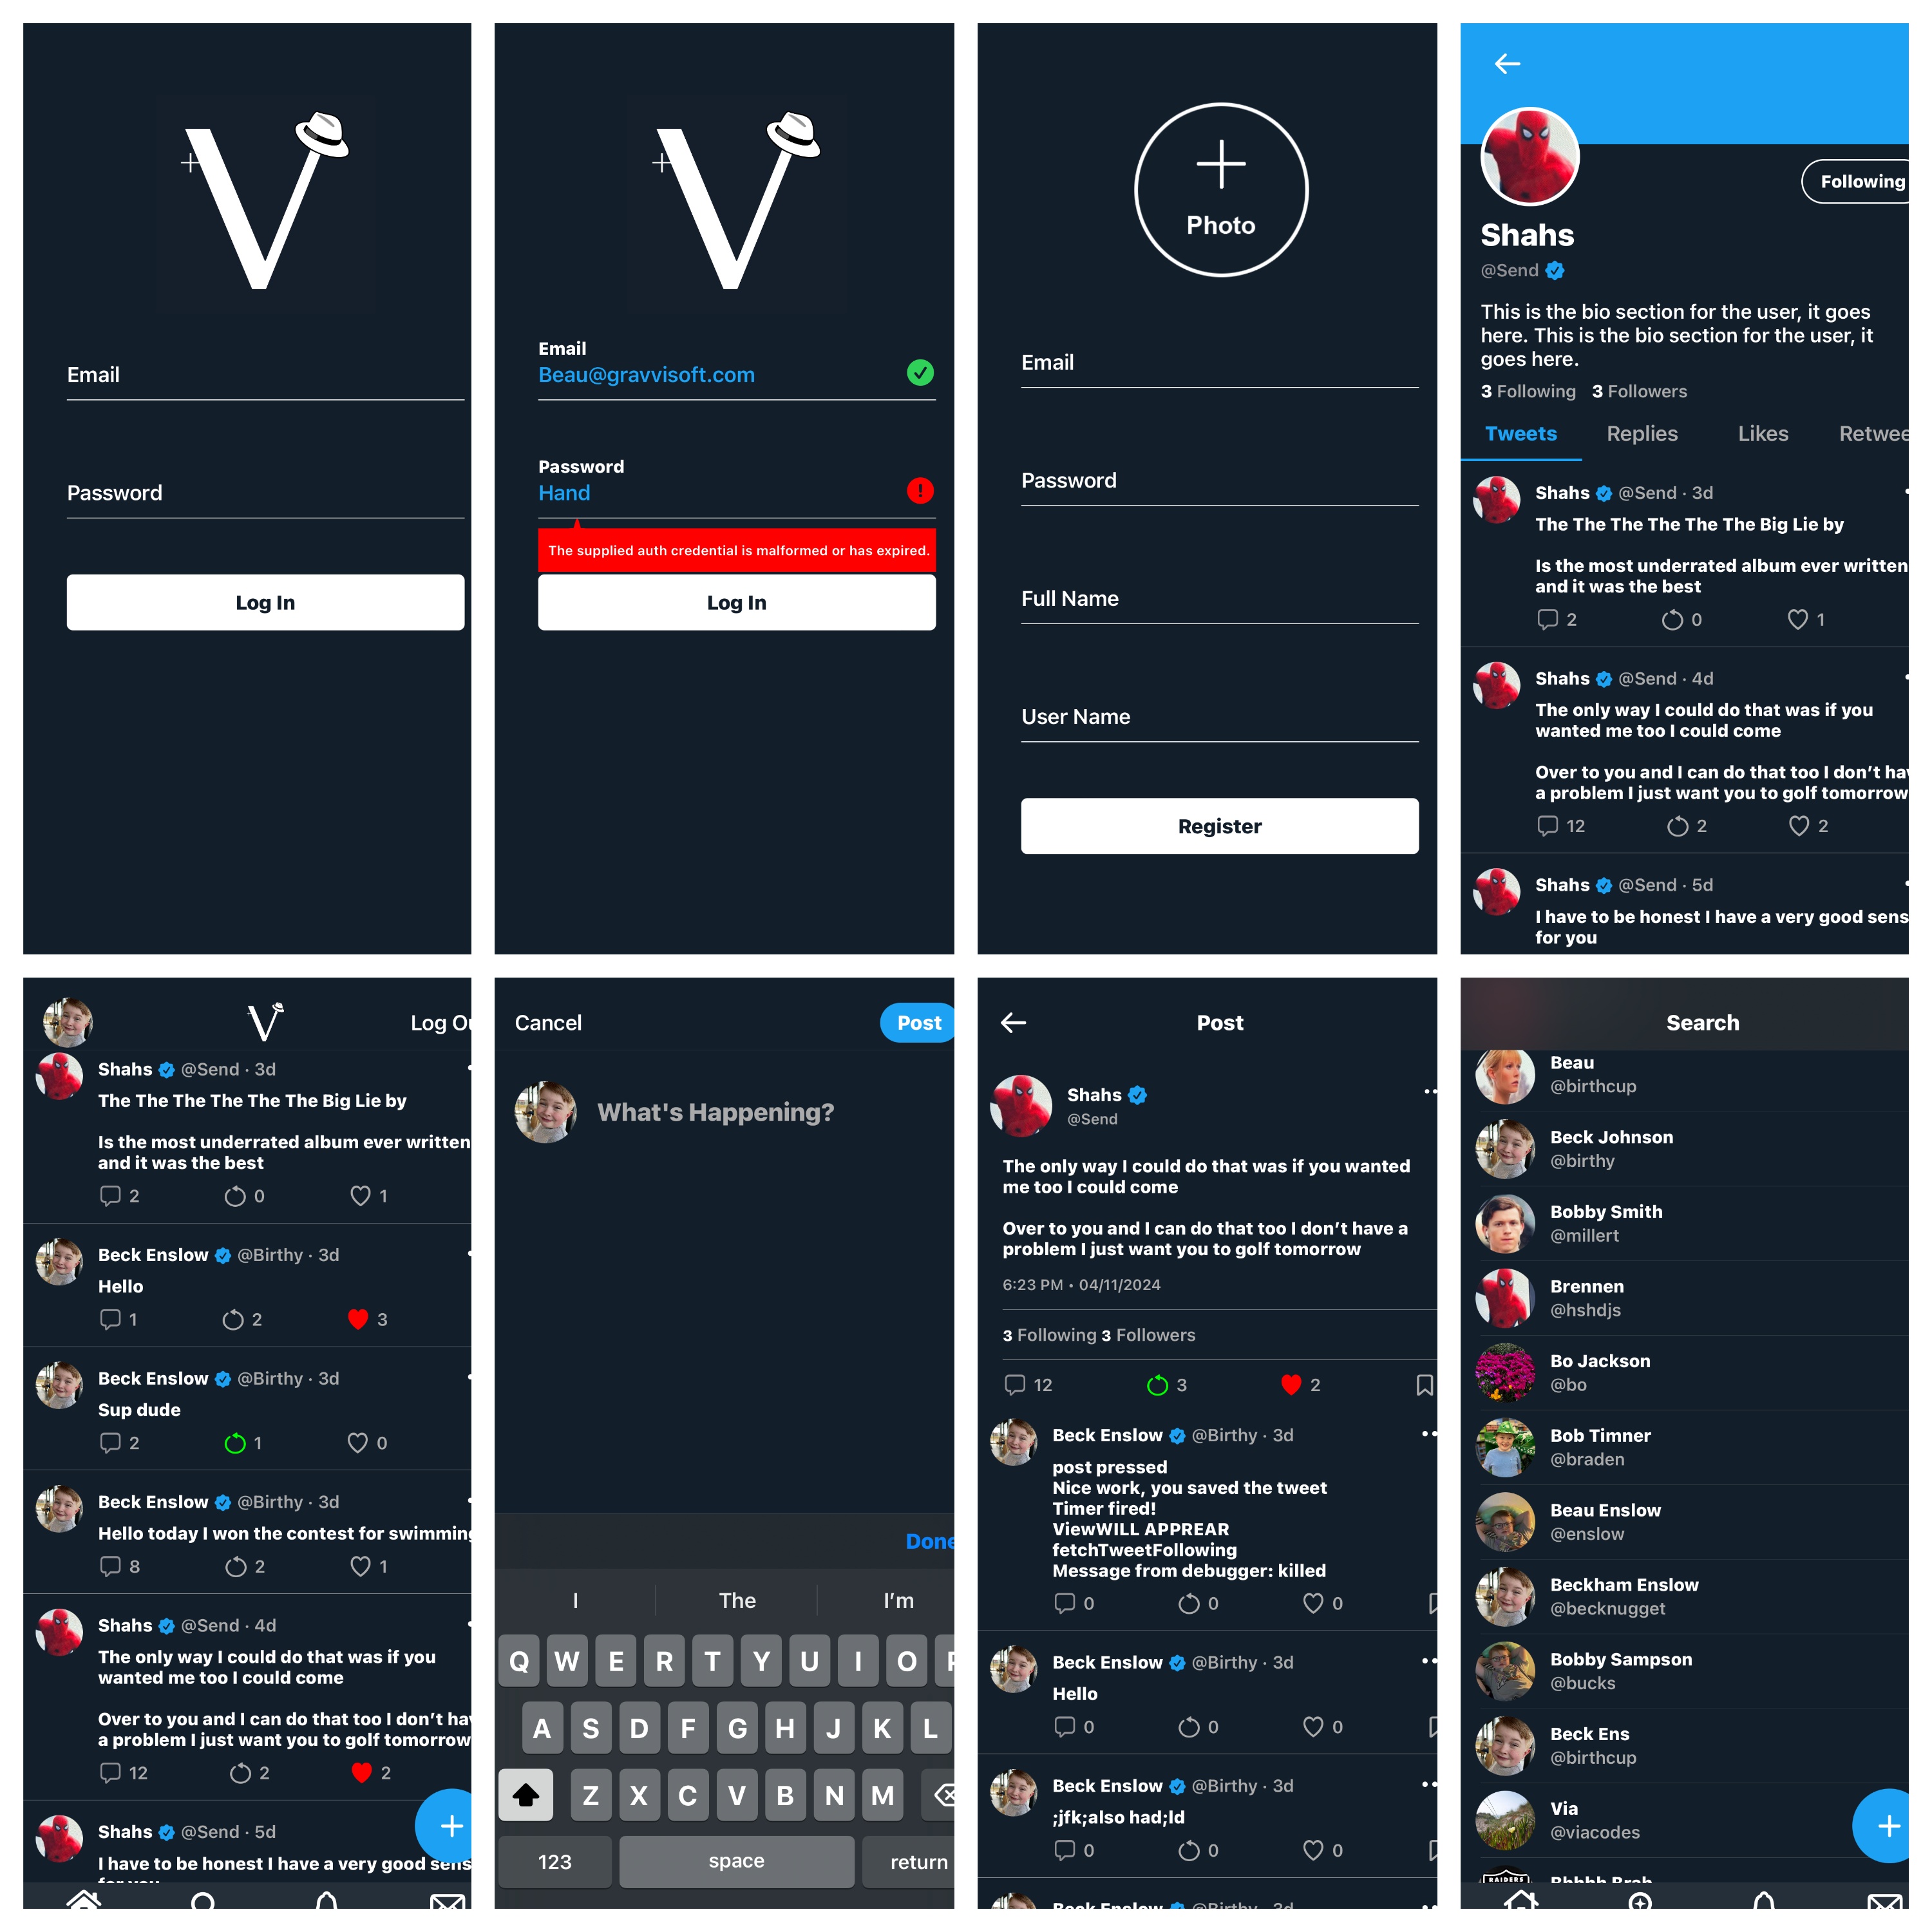 V
Email
Password
Log In
V
Email
Beau@gravvisoft.com
Password
Hand
The supplied auth credential is malformed or has expired.
Log In
Photo
Email
Password
Full Name
User Name
Register
Following
Shahs
@Send
This is the bio section for the user, it goes
here. This is the bio section for the user, it
goes here.
3 Following 3 Followers
Tweets Replies Likes Retwee
Shahs @Send · 3d
The The The The The The Big Lie by
Is the most underrated album ever written
and it was the best
2 0 1
Shahs @Send · 4d
The only way I could do that was if you
wanted me too I could come
Over to you and I can do that too I don’t hav
a problem I just want you to golf tomorrow
12 2 2
Shahs @Send · 5d
I have to be honest I have a very good sens
for you
V Log Ou
Shahs @Send · 3d
The The The The The The Big Lie by
Is the most underrated album ever written
and it was the best
2 0 1
Beck Enslow @Birthy · 3d
Hello
1 2 3
Beck Enslow @Birthy · 3d
Sup dude
2 1 0
Beck Enslow @Birthy · 3d
Hello today I won the contest for swimming
8 2 1
Shahs @Send · 4d
The only way I could do that was if you
wanted me too I could come
Over to you and I can do that too I don’t hav
a problem I just want you to golf tomorrow
12 2 2
Shahs @Send · 5d
I have to be honest I have a very good sens
for you
Cancel Post
What's Happening?
Done
I The I’m
Q W E R T Y U I O P
A S D F G H J K L
Z X C V B N M
123 space return
Post
Shahs
@Send
The only way I could do that was if you wanted
me too I could come
Over to you and I can do that too I don’t have a
problem I just want you to golf tomorrow
6:23 PM • 04/11/2024
3 Following 3 Followers
12 3 2
Beck Enslow @Birthy · 3d
post pressed
Nice work, you saved the tweet
Timer fired!
ViewWILL APPREAR
fetchTweetFollowing
Message from debugger: killed
0 0 0
Beck Enslow @Birthy · 3d
Hello
0 0 0
Beck Enslow @Birthy · 3d
;jfk;also had;ld
0 0 0
Beck Enslow @Birthy · 3d
Search
Beau
@birthcup
Beck Johnson
@birthy
Bobby Smith
@millert
Brennen
@hshdjs
Bo Jackson
@bo
Bob Timner
@braden
Beau Enslow
@enslow
Beckham Enslow
@becknugget
Bobby Sampson
@bucks
Beck Ens
@birthcup
Via
@viacodes
RAIDERS
Bhhhh Brah